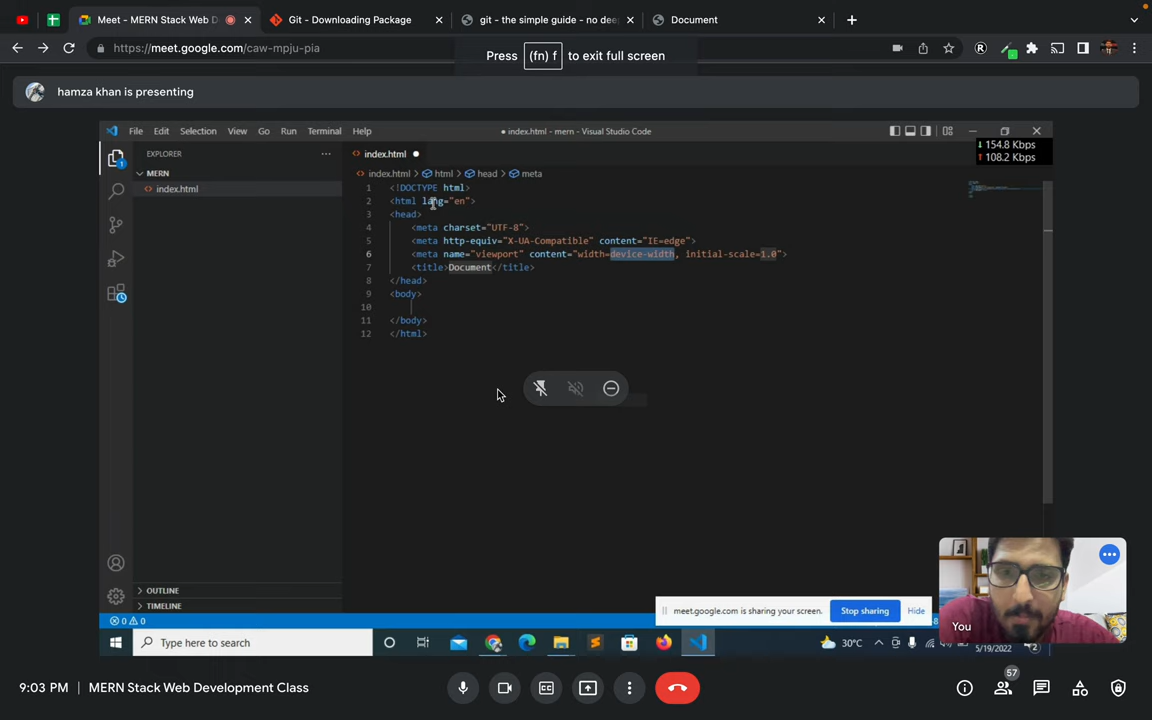 Meet - MERN Stack Web D
Git - Downloading Package
git - the simple guide - no dee
Document
https://meet.google.com/caw-mpju-pia
Press (fn) f to exit full screen
hamza khan is presenting
File Edit Selection View Go Run Terminal Help
● index.html - mern - Visual Studio Code
154.8 Kbps
108.2 Kbps
EXPLORER
MERN
index.html
index.html
index.html > html > head > meta
1 <!DOCTYPE html>
2 <html lang="en">
3 <head>
4 <meta charset="UTF-8">
5 <meta http-equiv="X-UA-Compatible" content="IE=edge">
6 <meta name="viewport" content="width=device-width, initial-scale=1.0">
7 <title>Document</title>
8 </head>
9 <body>
10
11 </body>
12 </html>
OUTLINE
TIMELINE
0 0
meet.google.com is sharing your screen. Stop sharing Hide
Type here to search
30°C
5/19/2022
2
You
9:03 PM MERN Stack Web Development Class
57